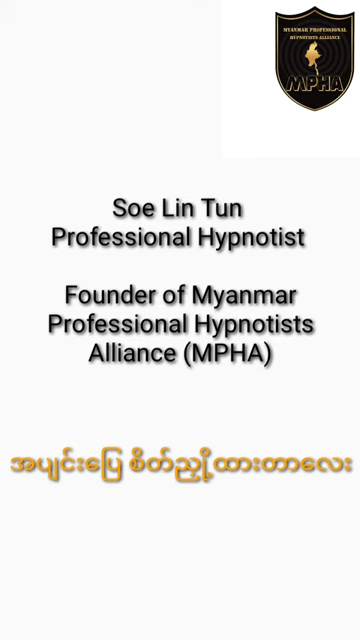 MYANMAR PROFESSIONAL
HYPNOTISTS ALLIANCE
MPHA
Soe Lin Tun
Professional Hypnotist
Founder of Myanmar
Professional Hypnotists
Alliance (MPHA)
အပျင်းပြေ စိတ်ညှို့ထားတာလေး